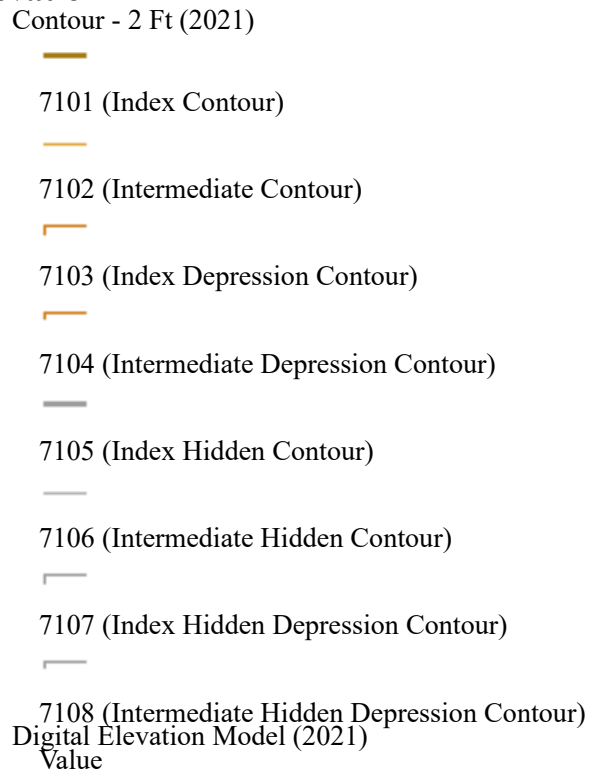 Contour - 2 Ft (2021)
7101 (Index Contour)
7102 (Intermediate Contour)
7103 (Index Depression Contour)
7104 (Intermediate Depression Contour)
7105 (Index Hidden Contour)
7106 (Intermediate Hidden Contour)
7107 (Index Hidden Depression Contour)
7108 (Intermediate Hidden Depression Contour)
Digital Elevation Model (2021)
Value